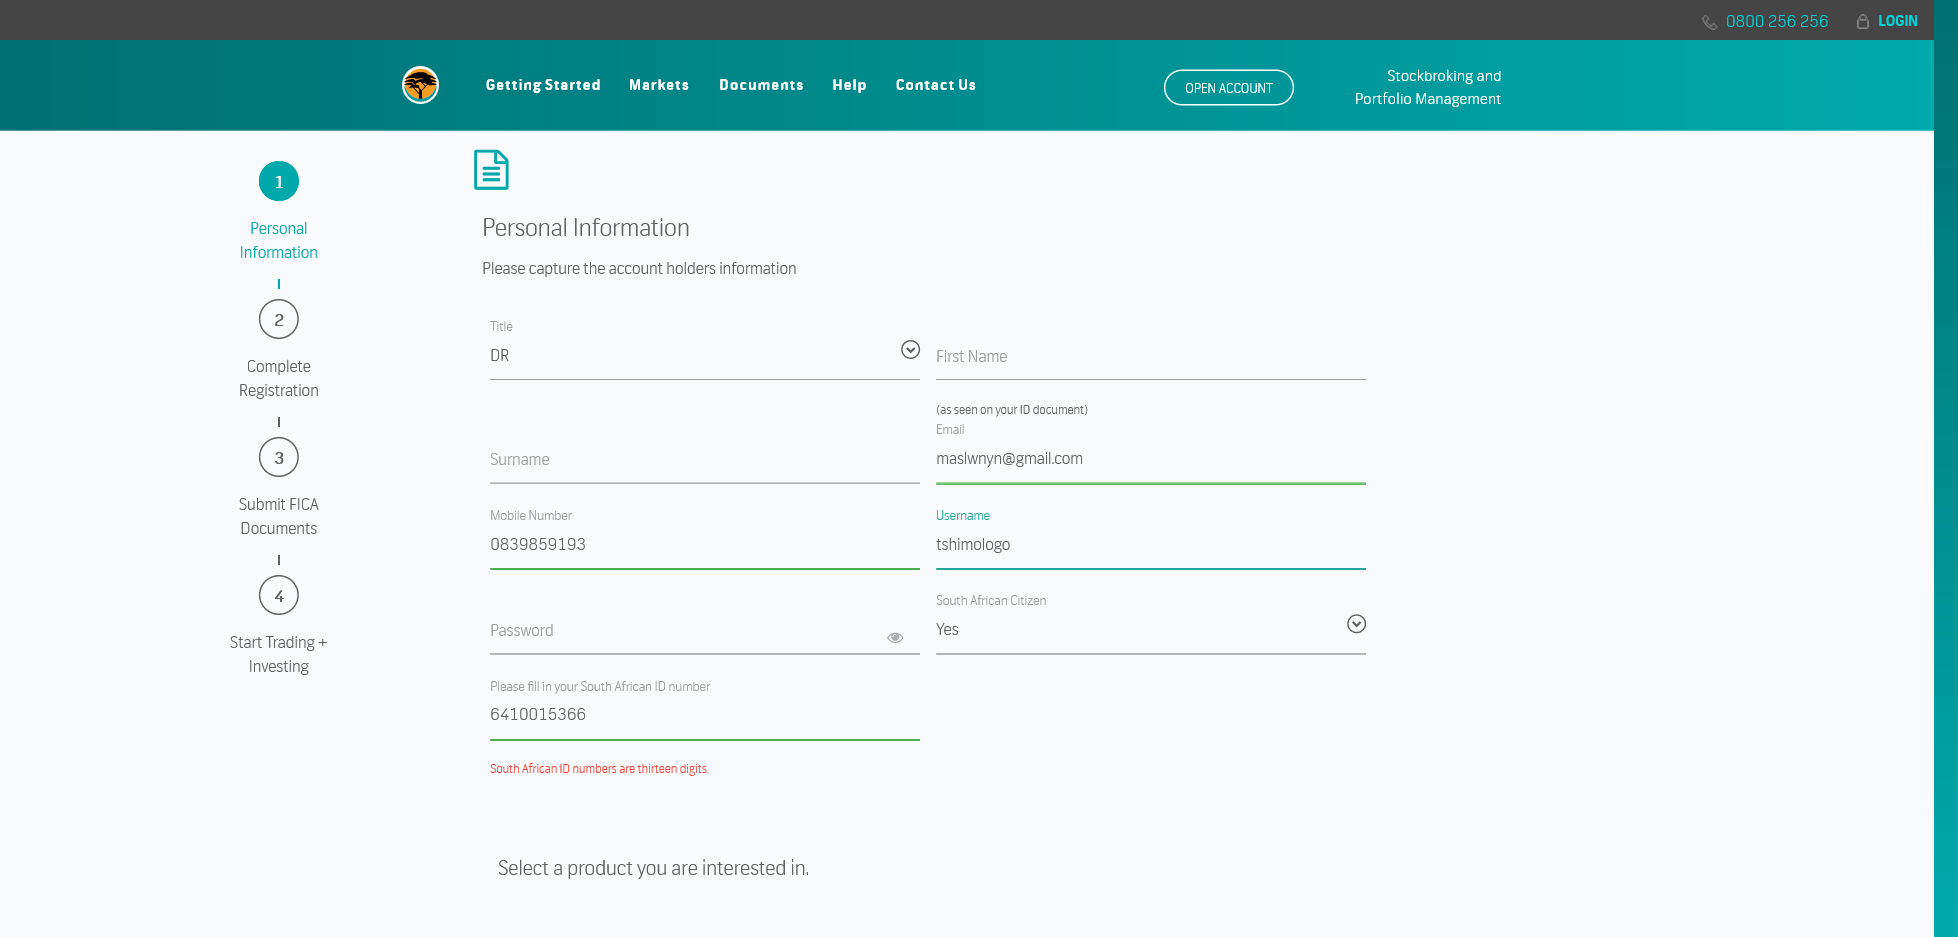 0800 256 256
LOGIN
Getting Started
Markets
Documents
Help
Contact Us
OPEN ACCOUNT
Stockbroking and
Portfolio Management
1
Personal
Information
2
Complete
Registration
3
Submit FICA
Documents
4
Start Trading +
Investing
Personal Information
Please capture the account holders information
Title
DR
First Name
(as seen on your ID document)
Surname
Email
maslwnyn@gmail.com
Mobile Number
0839859193
Username
tshimologo
Password
South African Citizen
Yes
Please fill in your South African ID number
6410015366
South African ID numbers are thirteen digits.
Select a product you are interested in.